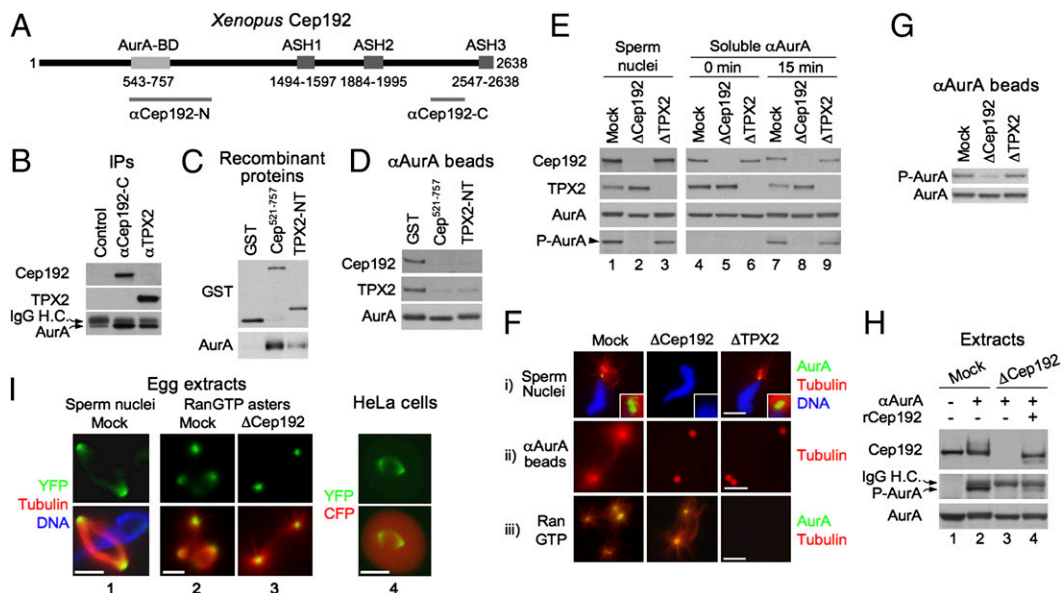 A
Xenopus Cep192
AurA-BD ASH1 ASH2 ASH3
1 2638
543-757 1494-1597 1884-1995 2547-2638
αCep192-N αCep192-C
B
IPs
Control αCep192-C αTPX2
Cep192
TPX2
IgG H.C.
AurA
C
Recombinant
proteins
GST Cep521-757 TPX2-NT
GST
AurA
D
αAurA beads
GST Cep521-757 TPX2-NT
Cep192
TPX2
AurA
E
Sperm
nuclei
Soluble αAurA
0 min 15 min
Mock ΔCep192 ΔTPX2 Mock ΔCep192 ΔTPX2 Mock ΔCep192 ΔTPX2
Cep192
TPX2
AurA
P-AurA
1 2 3 4 5 6 7 8 9
F
Mock ΔCep192 ΔTPX2
i) Sperm
Nuclei
AurA
Tubulin
DNA
ii) αAurA
beads
Tubulin
iii) Ran
GTP
AurA
Tubulin
G
αAurA beads
Mock ΔCep192 ΔTPX2
P-AurA
AurA
H
Extracts
Mock ΔCep192
αAurA - + + +
rCep192 +
Cep192
IgG H.C.
P-AurA
AurA
1 2 3 4
I
Egg extracts
Sperm nuclei RanGTP asters
Mock Mock ΔCep192
HeLa cells
YFP
Tubulin
DNA
YFP
CFP
1 2 3 4